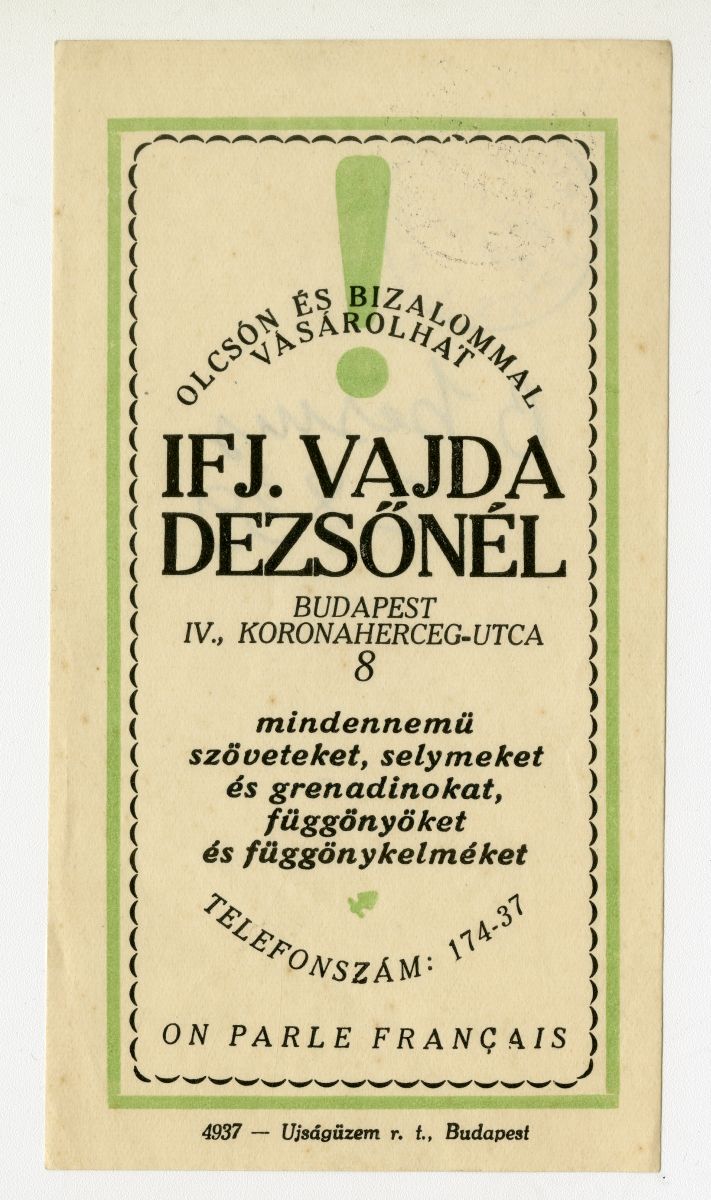 OLCSÓN ÉS BIZALOMMAL
VÁSÁROLHAT
IFJ. VAJDA
DEZSŐNÉL
BUDAPEST
IV., KORONAHERCEG-UTCA
8
mindennemü
szöveteket, selymeket
és grenadinokat,
függönyöket
és függönykelméket
TELEFONSZÁM: 174-37
ON PARLE FRANÇAIS
4937 — Ujságüzem r. t., Budapest